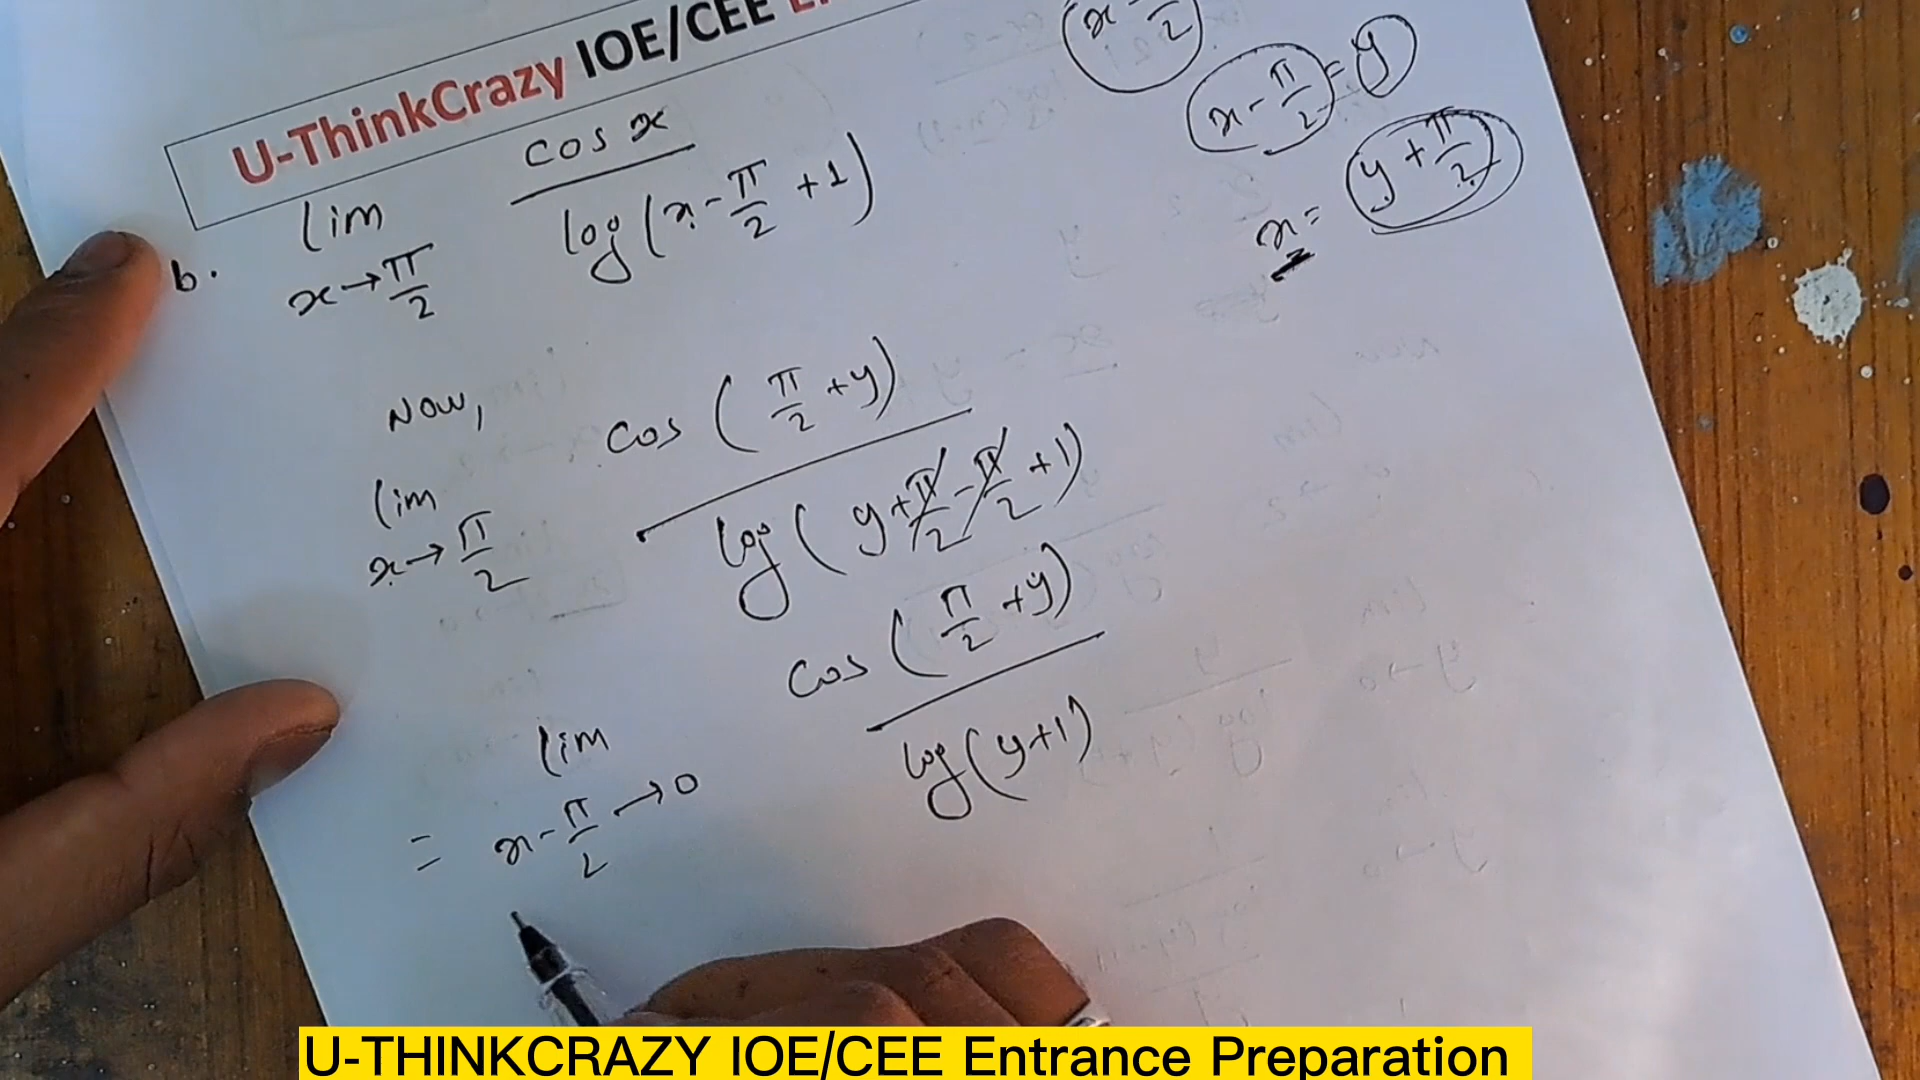 U-ThinkCrazy IOE/CEE
b. lim x→π/2 cos x / log(x - π/2 + 1)
x - π/2 = y
x = y + π/2
Now,
lim x→π/2 cos(π/2 + y) / log(y + π/2 - π/2 + 1)
= lim x - π/2 → 0 cos(π/2 + y) / log(y+1)
U-THINKCRAZY IOE/CEE Entrance Preparation